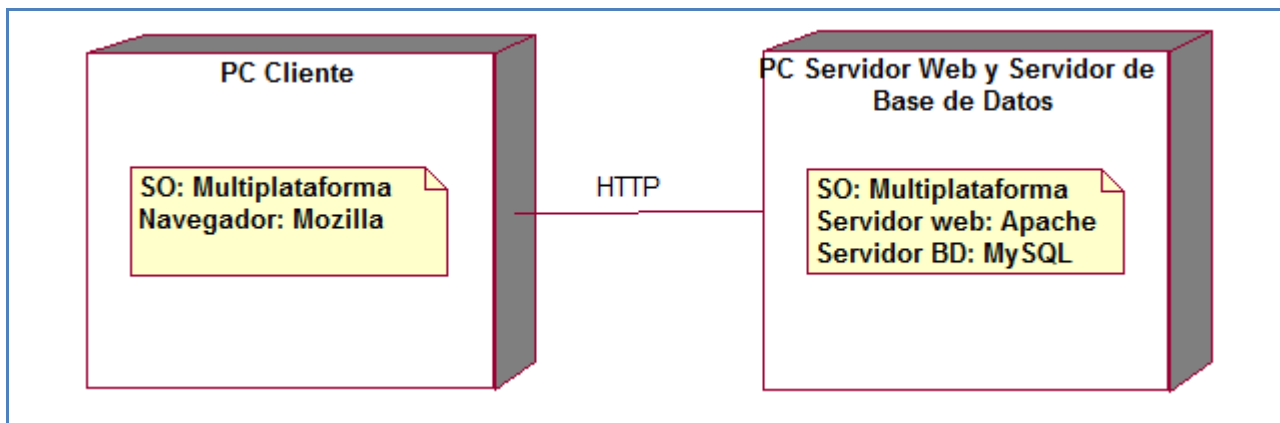 PC Cliente
SO: Multiplataforma
Navegador: Mozilla
HTTP
PC Servidor Web y Servidor de
Base de Datos
SO: Multiplataforma
Servidor web: Apache
Servidor BD: MySQL